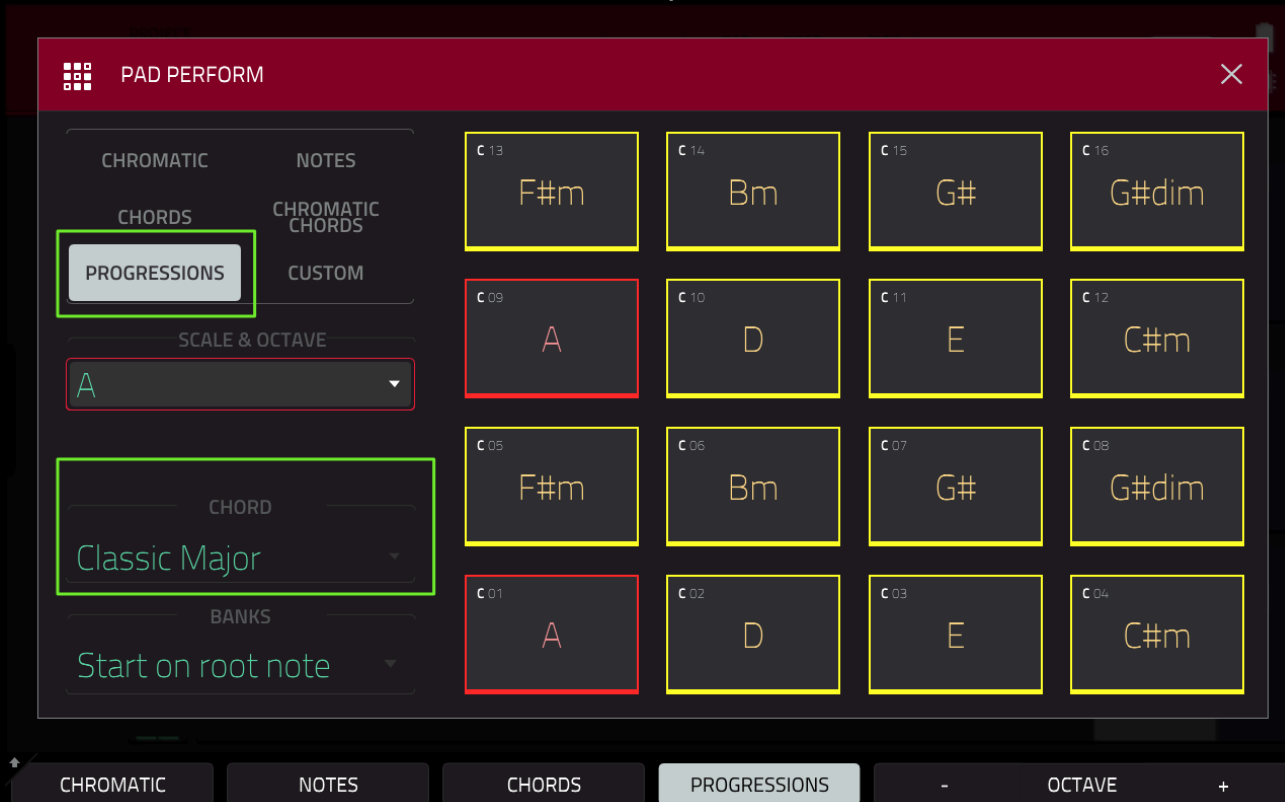 PAD PERFORM
CHROMATIC NOTES
CHORDS CHROMATIC CHORDS
PROGRESSIONS CUSTOM
SCALE & OCTAVE
A
CHORD
Classic Major
BANKS
Start on root note
C 13 C 14 C 15 C 16
F#m Bm G# G#dim
C 09 C 10 C 11 C 12
A D E C#m
C 05 C 06 C 07 C 08
F#m Bm G# G#dim
C 01 C 02 C 03 C 04
A D E C#m
CHROMATIC NOTES CHORDS PROGRESSIONS - OCTAVE +